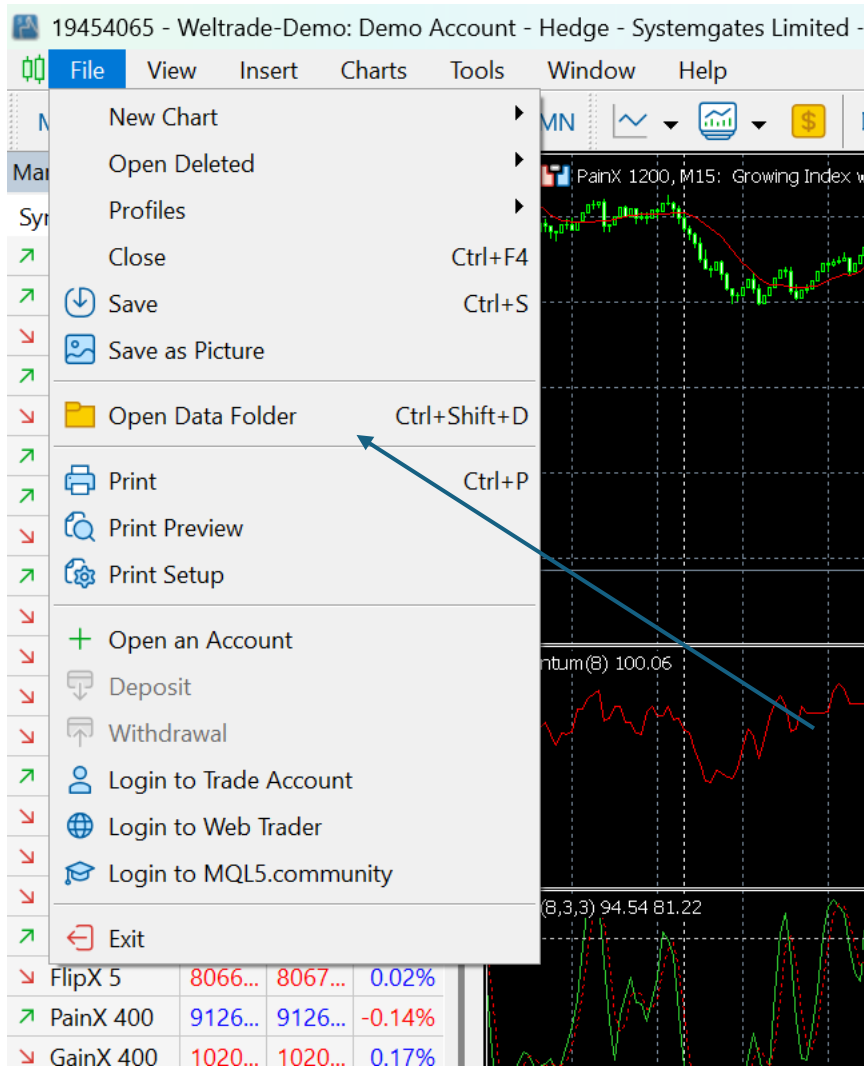 19454065 - Weltrade-Demo: Demo Account - Hedge - Systemgates Limited -
File View Insert Charts Tools Window Help
New Chart
MN
Open Deleted
PainX 1200, M15: Growing Index
Profiles
Close Ctrl+F4
Save Ctrl+S
Save as Picture
Open Data Folder Ctrl+Shift+D
Print Ctrl+P
Print Preview
Print Setup
Open an Account
ntum(8) 100.06
Deposit
Withdrawal
Login to Trade Account
Login to Web Trader
Login to MQL5.community
(8,3,3) 94.54 81.22
Exit
FlipX 5 8066... 8067... 0.02%
PainX 400 9126... 9126... -0.14%
GainX 400 1020... 1020... 0.17%